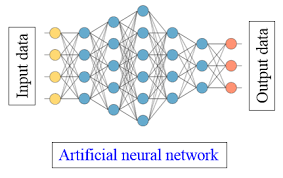 Input data
Output data
Artificial neural network